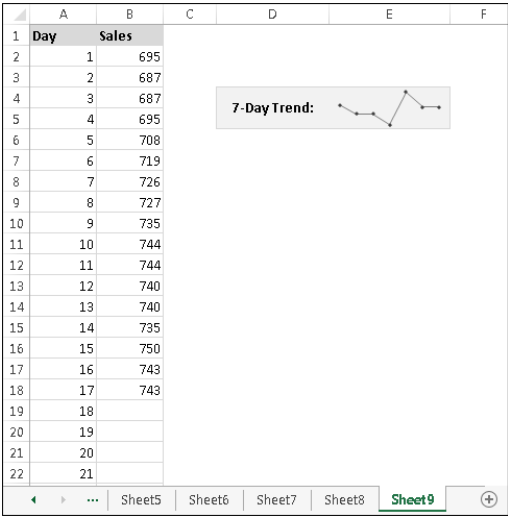 A B C D E F
1 Day Sales
2 1 695
3 2 687
4 3 687 7-Day Trend:
5 4 695
6 5 708
7 6 719
8 7 726
9 8 727
10 9 735
11 10 744
12 11 744
13 12 740
14 13 740
15 14 735
16 15 750
17 16 743
18 17 743
19 18
20 19
21 20
22 21
... Sheet5 Sheet6 Sheet7 Sheet8 Sheet9